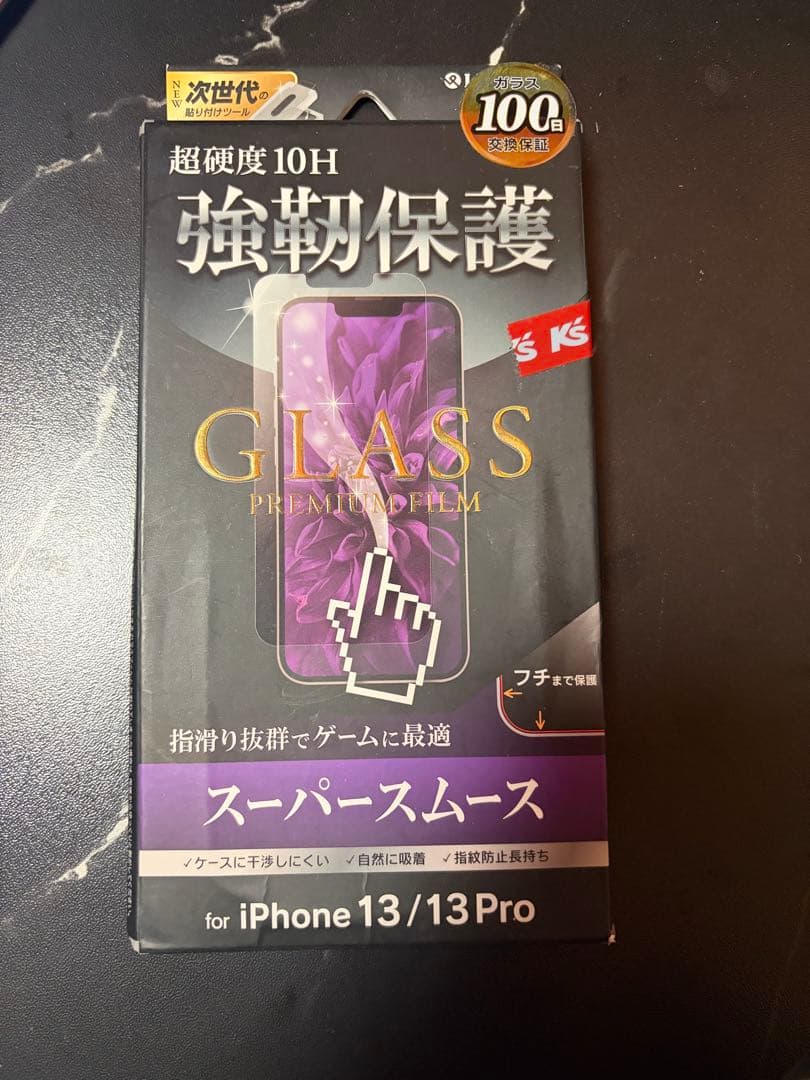 NEW
次世代の
貼り付けツール
ガラス
100日
交換保証
超硬度10H
強靭保護
K's K's
GLASS
PREMIUM FILM
フチまで保護
指滑り抜群でゲームに最適
スーパースムース
✓ケースに干渉しにくい ✓自然に吸着 ✓指紋防止長持ち
for iPhone 13/13 Pro